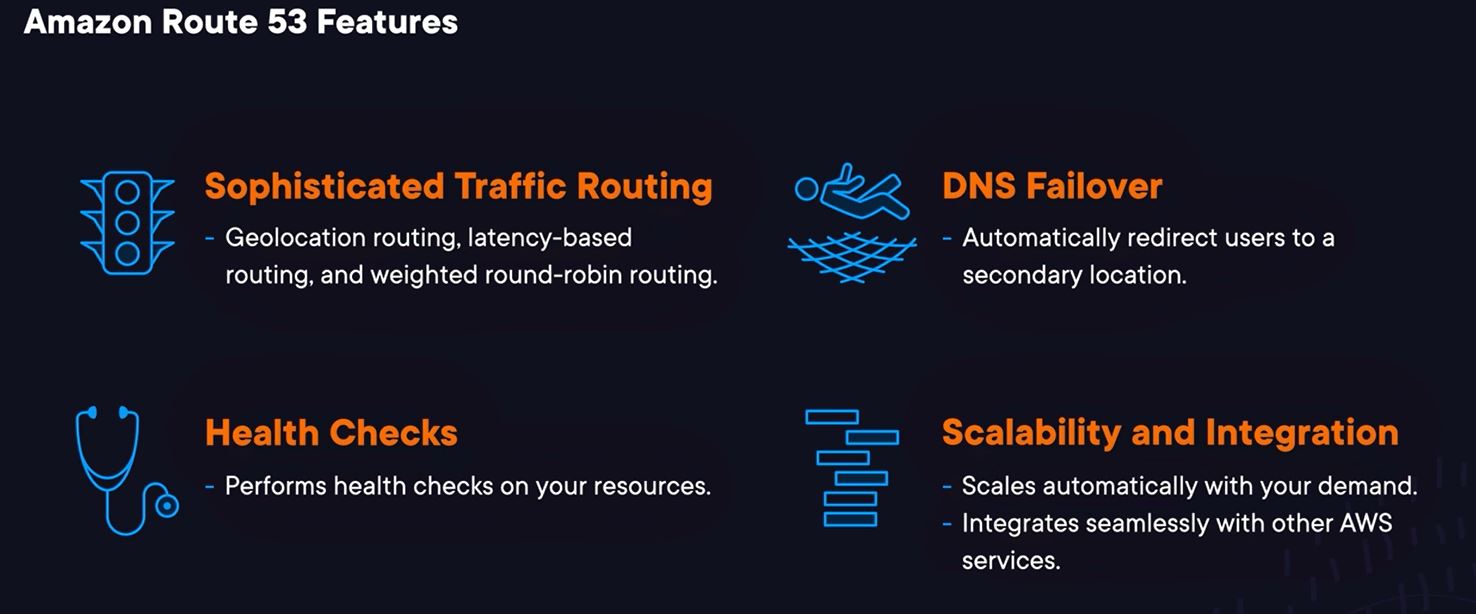 Amazon Route 53 Features
Sophisticated Traffic Routing
- Geolocation routing, latency-based
routing, and weighted round-robin routing.
DNS Failover
- Automatically redirect users to a
secondary location.
Health Checks
- Performs health checks on your resources.
Scalability and Integration
- Scales automatically with your demand.
- Integrates seamlessly with other AWS
services.